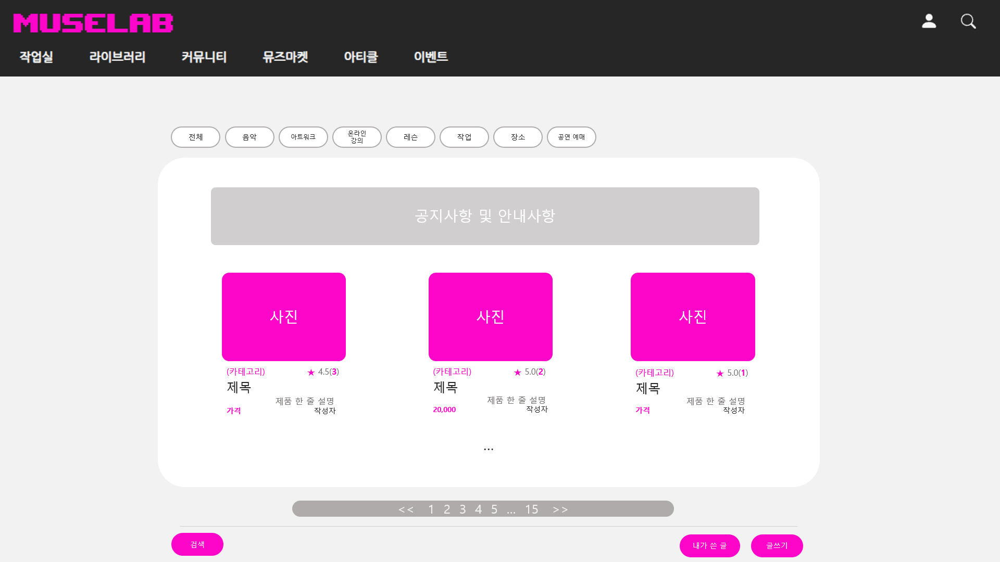 MUSELAB
작업실 라이브러리 커뮤니티 뮤즈마켓 아티클 이벤트
전체 음악 아트워크 온라인 강의 레슨 작업 장소 공연 예매
공지사항 및 안내사항
사진 사진 사진
(카테고리) ★ 4.5(3) (카테고리) ★ 5.0(2) (카테고리) ★ 5.0(1)
제목 제목 제목
제품 한 줄 설명 제품 한 줄 설명 제품 한 줄 설명
가격 작성자 20,000 작성자 가격 작성자
...
<< 1 2 3 4 5 ... 15 >>
검색 내가 쓴 글 글쓰기